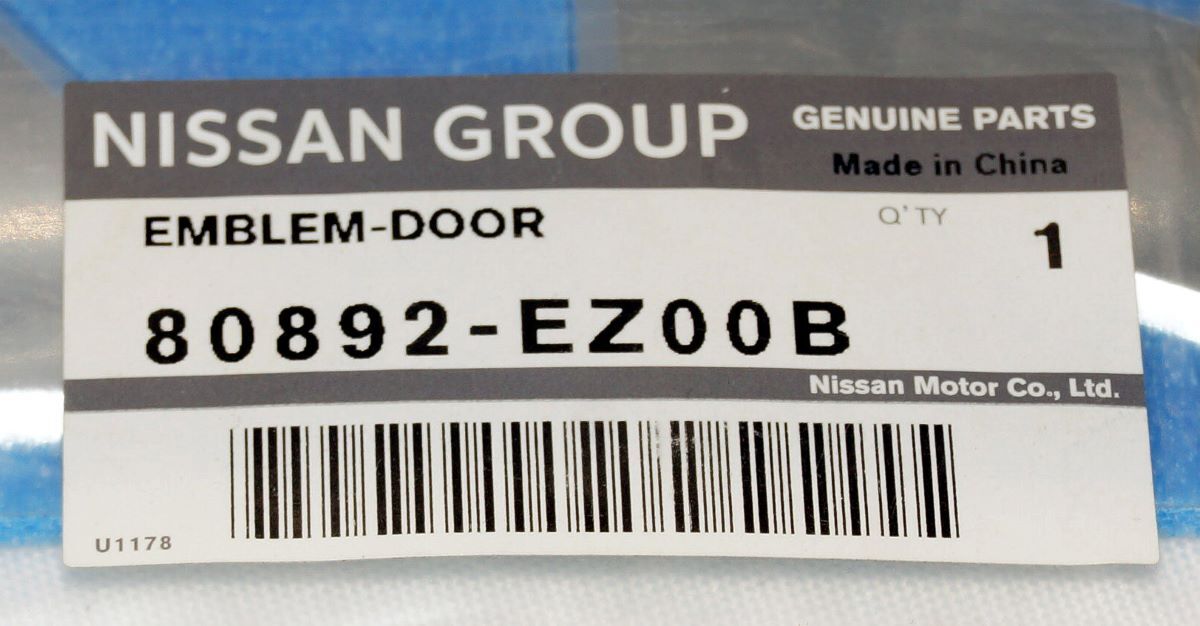 NISSAN GROUP
GENUINE PARTS
Made in China
EMBLEM-DOOR
Q'TY
1
80892-EZ00B
Nissan Motor Co., Ltd.
U1178